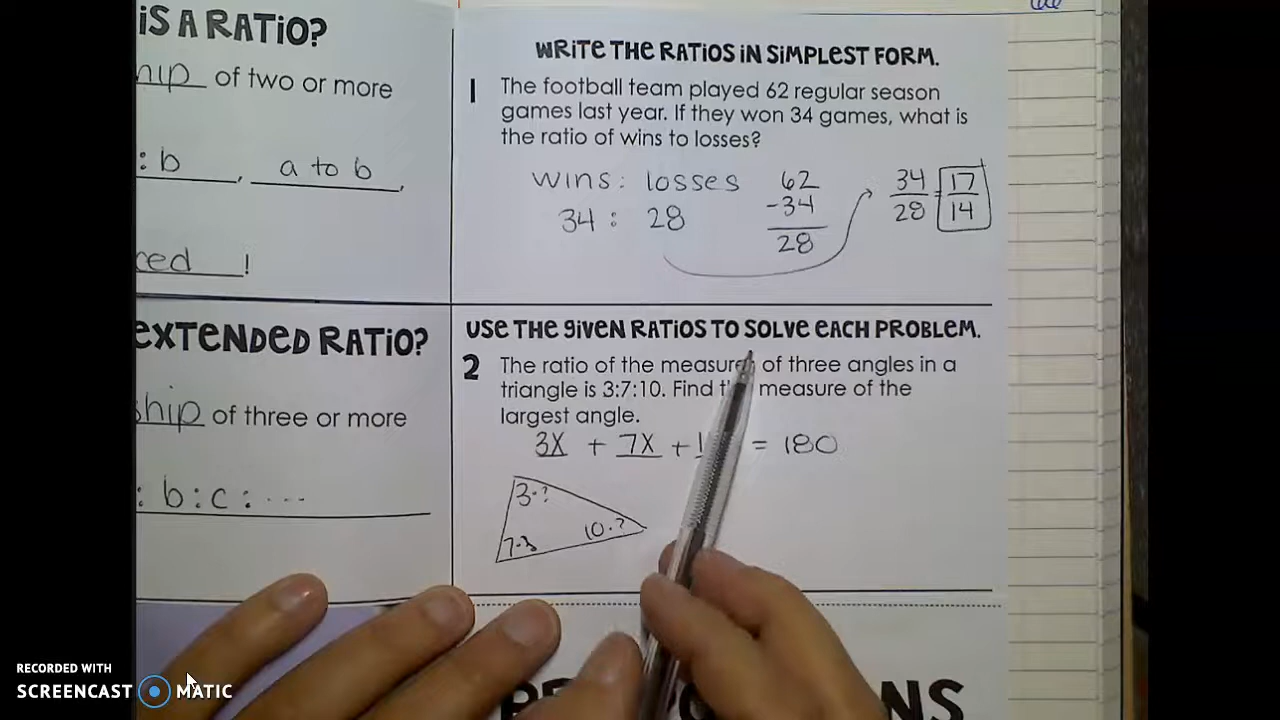 iS A RATiO?
hip of two or more
: b, a to b,
ced !
EXTENDED RATiO?
ship of three or more
: b : c : ...
WRITE THE RATIOS IN SIMPLEST FORM.
1 The football team played 62 regular season
games last year. If they won 34 games, what is
the ratio of wins to losses?
wins: losses
34 : 28
62
-34
28
34/28 = 17/14
USE THE GIVEN RATIOS TO SOLVE EACH PROBLEM.
2 The ratio of the measures of three angles in a
triangle is 3:7:10. Find the measure of the
largest angle.
3X + 7X + 1 = 180
3·?
10·?
RECORDED WITH
SCREENCAST MATIC